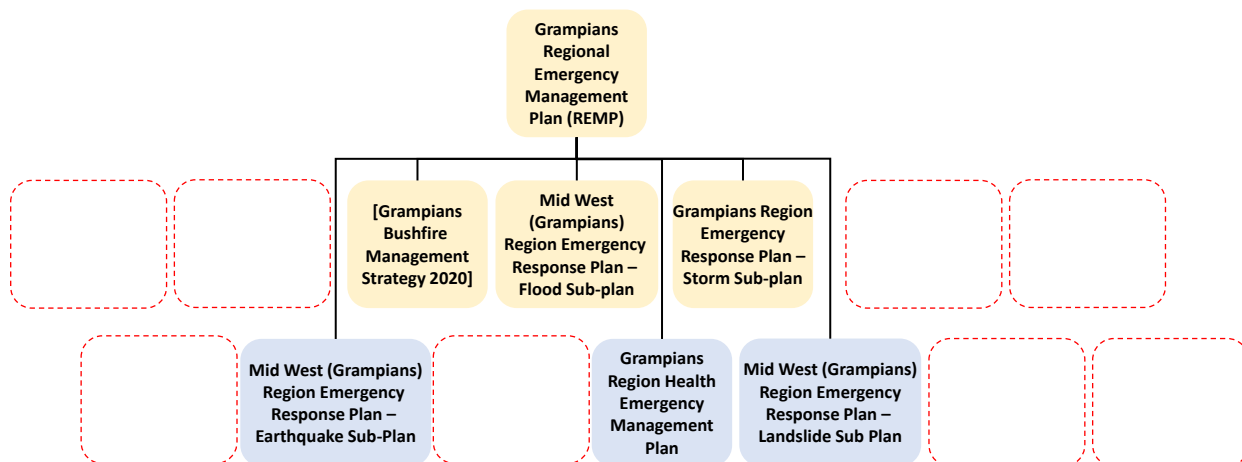 Grampians
Regional
Emergency
Management
Plan (REMP)
[Grampians
Bushfire
Management
Strategy 2020]
Mid West
(Grampians)
Region Emergency
Response Plan –
Flood Sub-plan
Grampians Region
Emergency
Response Plan –
Storm Sub-plan
Mid West (Grampians)
Region Emergency
Response Plan –
Earthquake Sub-Plan
Grampians
Region Health
Emergency
Management
Plan
Mid West (Grampians)
Region Emergency
Response Plan –
Landslide Sub Plan